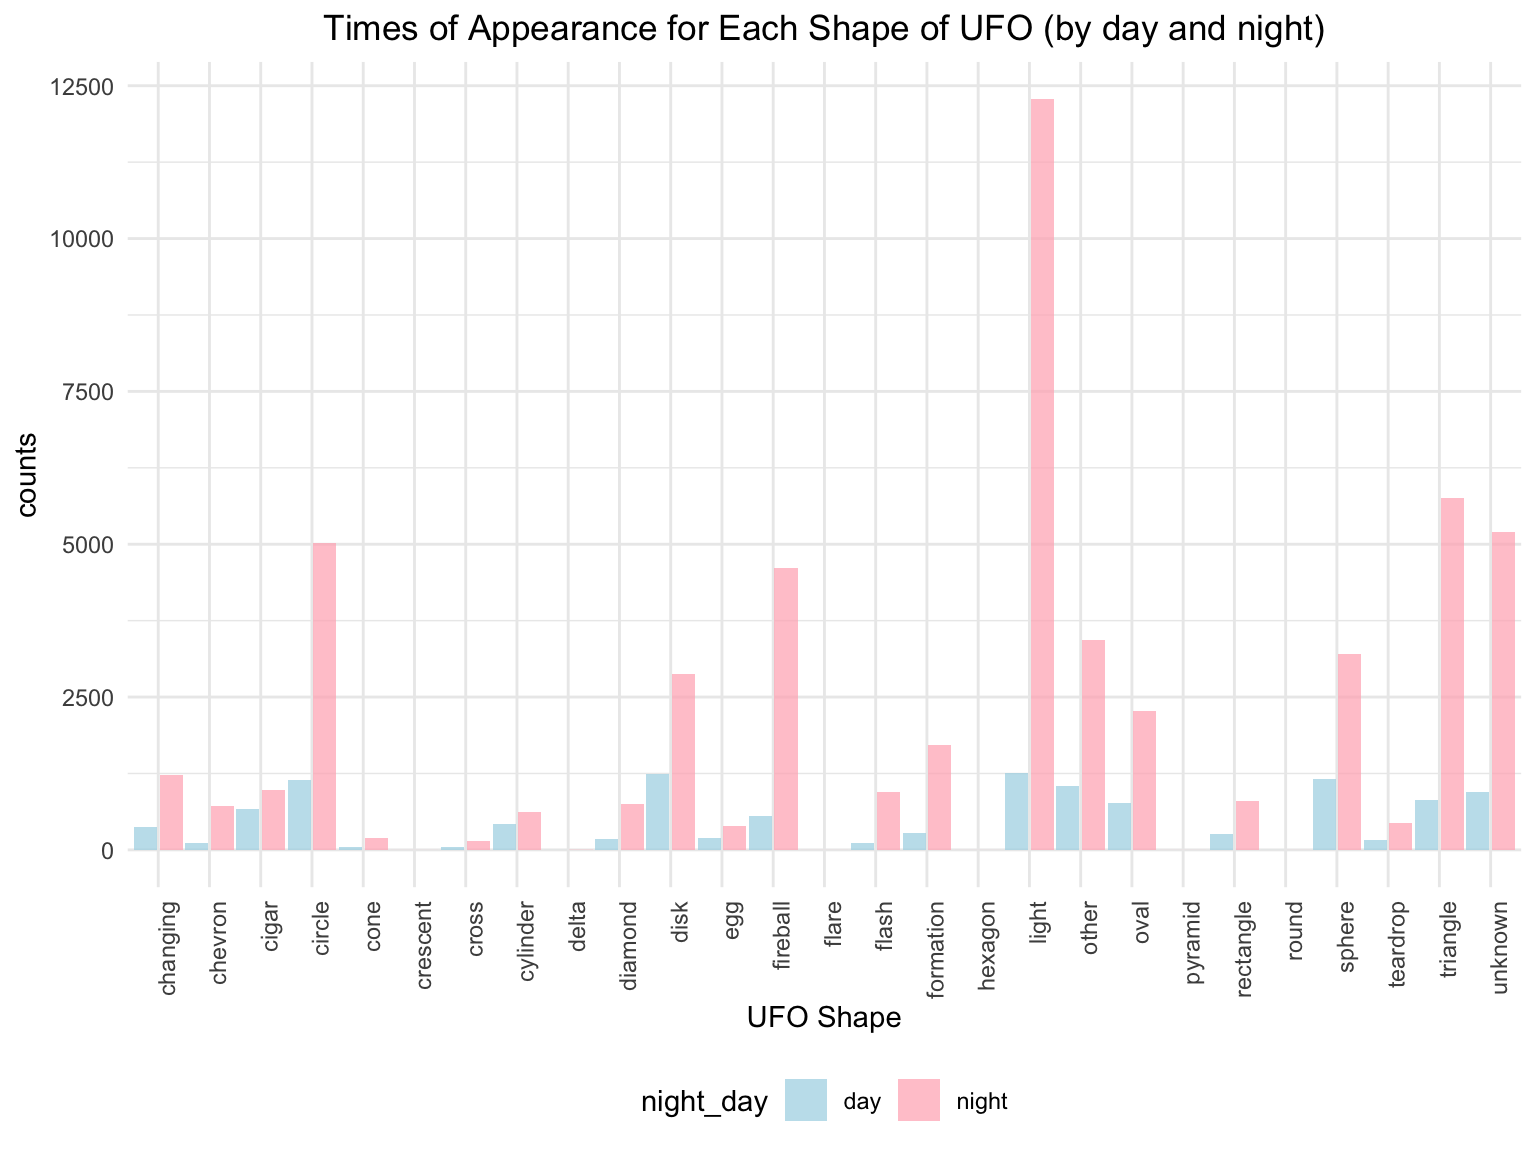 Times of Appearance for Each Shape of UFO (by day and night)
12500
10000
7500
5000
2500
0
counts
changing
chevron
cigar
circle
cone
crescent
cross
cylinder
delta
diamond
disk
egg
fireball
flare
flash
formation
hexagon
light
other
oval
pyramid
rectangle
round
sphere
teardrop
triangle
unknown
UFO Shape
night_day day night